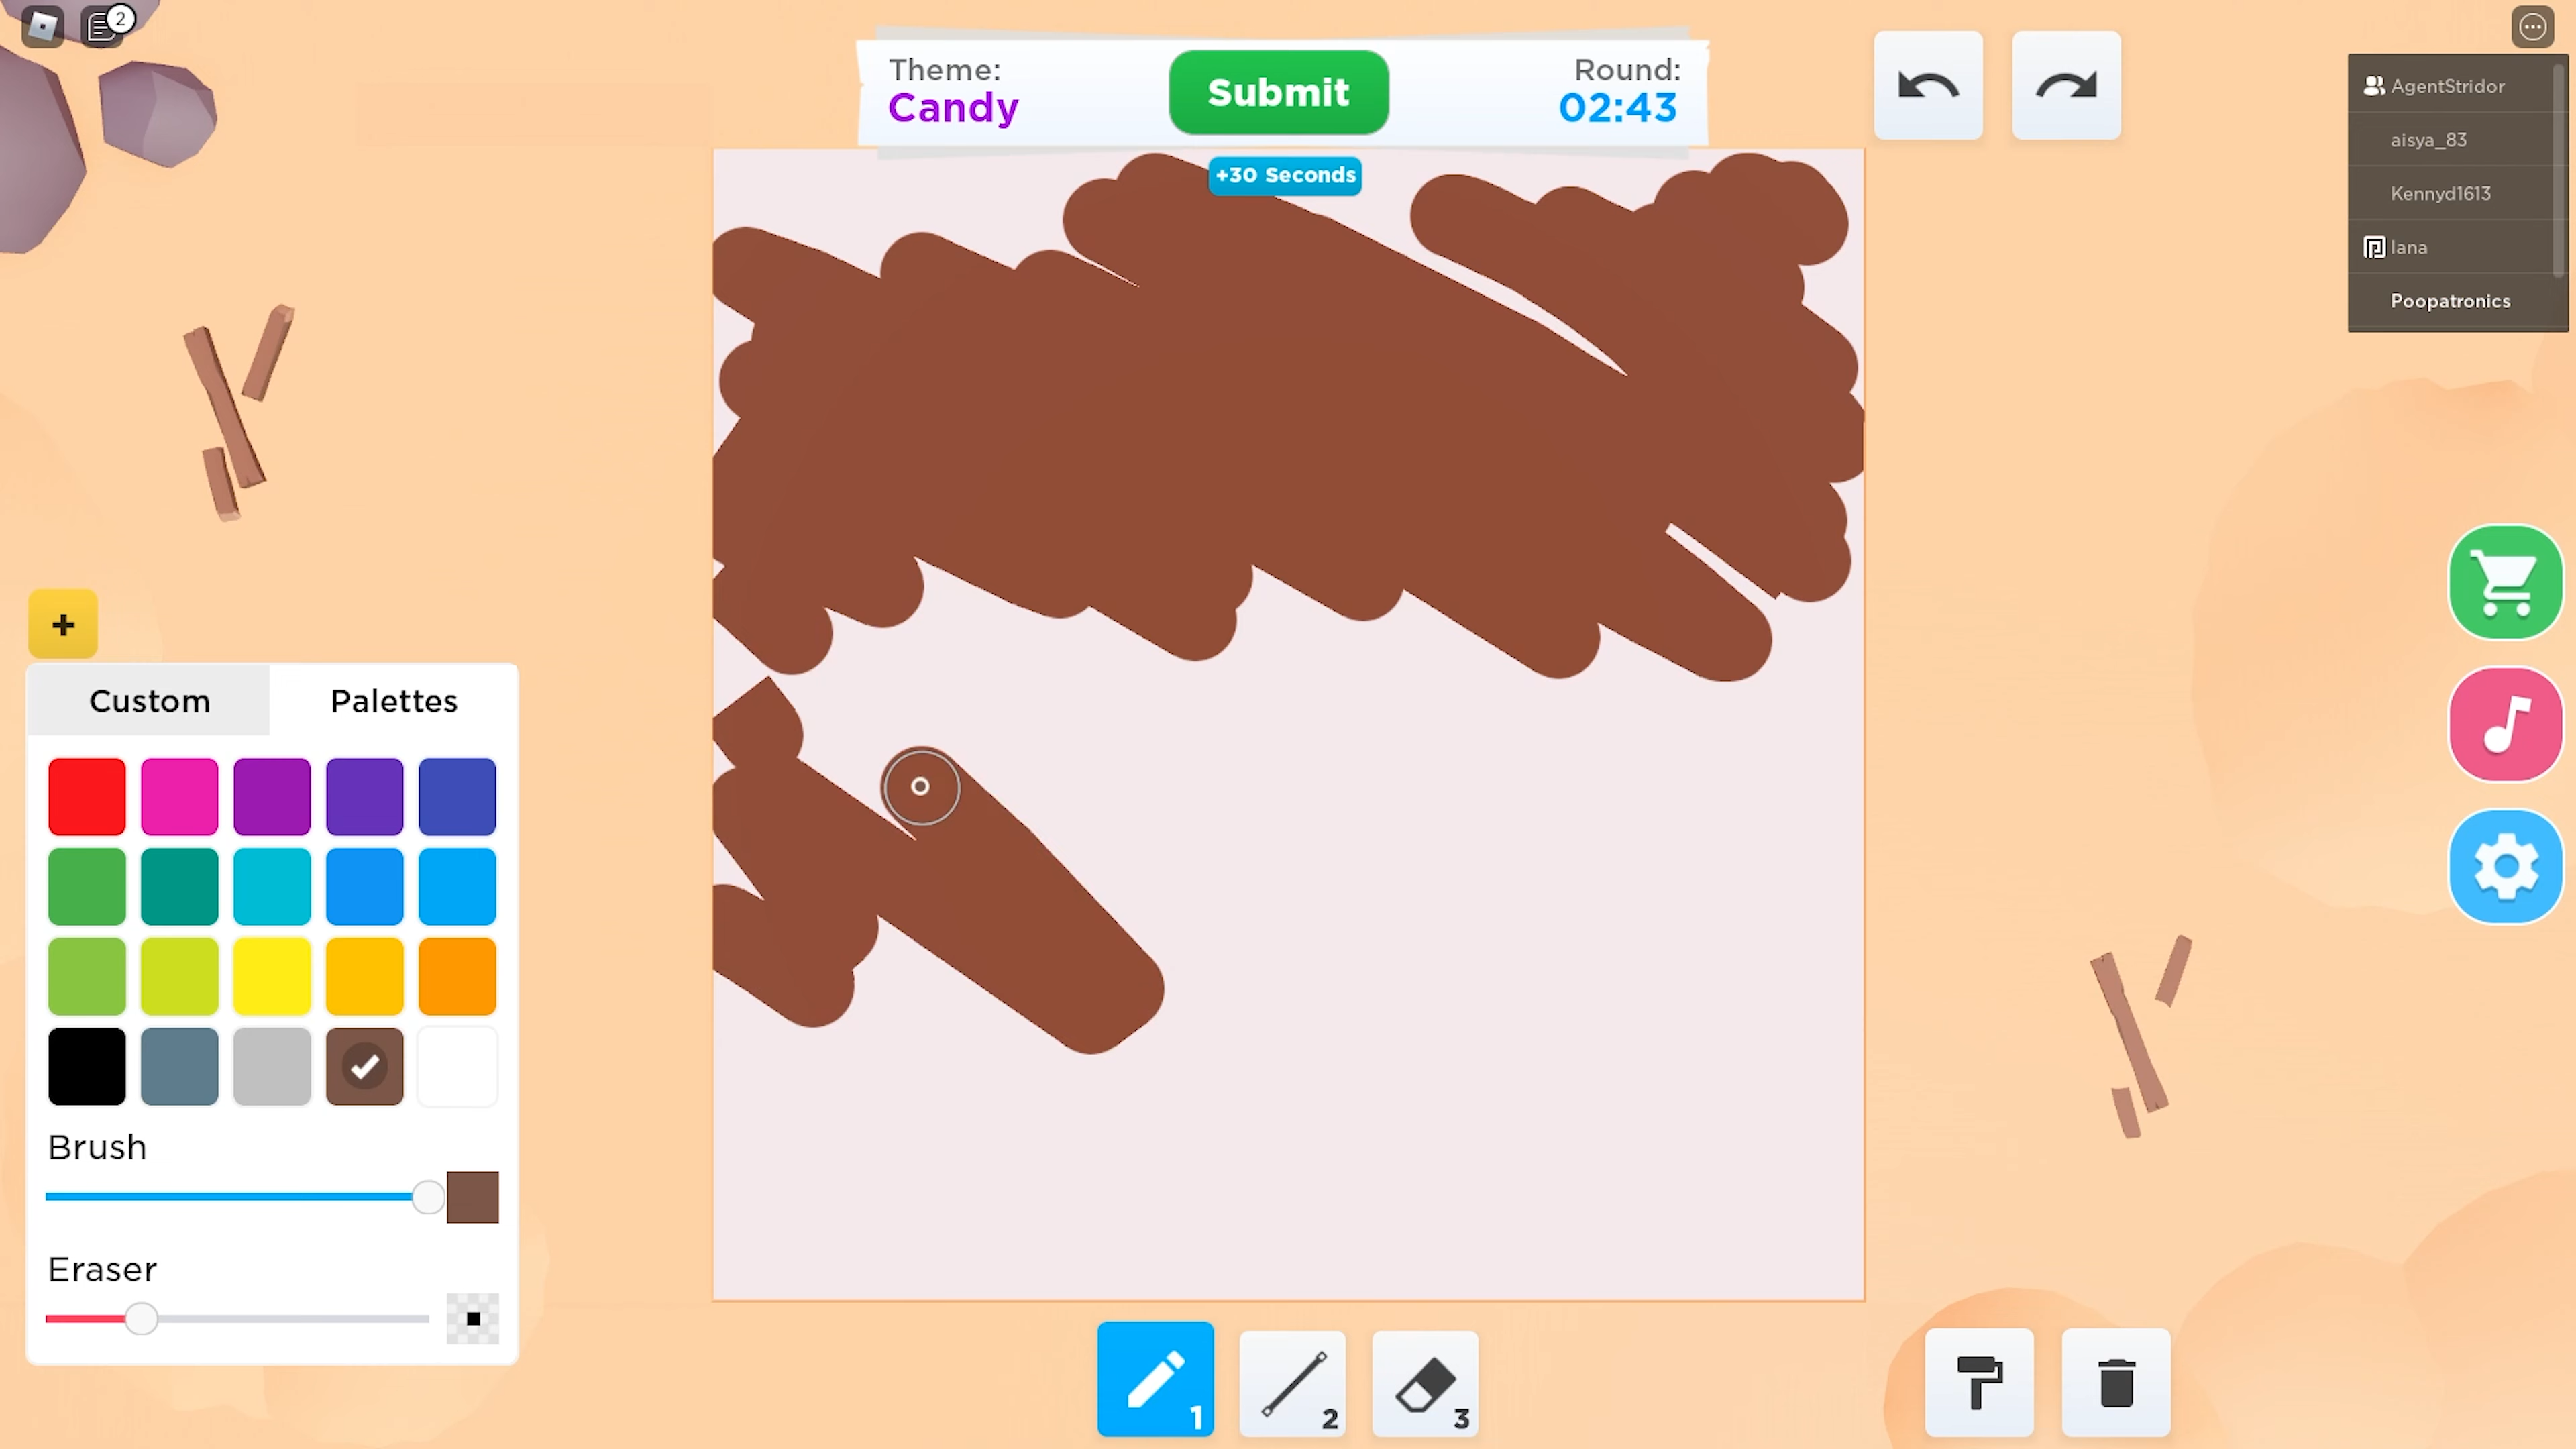 2
Theme:
Candy
Submit
Round:
02:43
+30 Seconds
AgentStridor
aisya_83
Kennyd1613
lana
Poopatronics
+
Custom
Palettes
Brush
Eraser
1
2
3